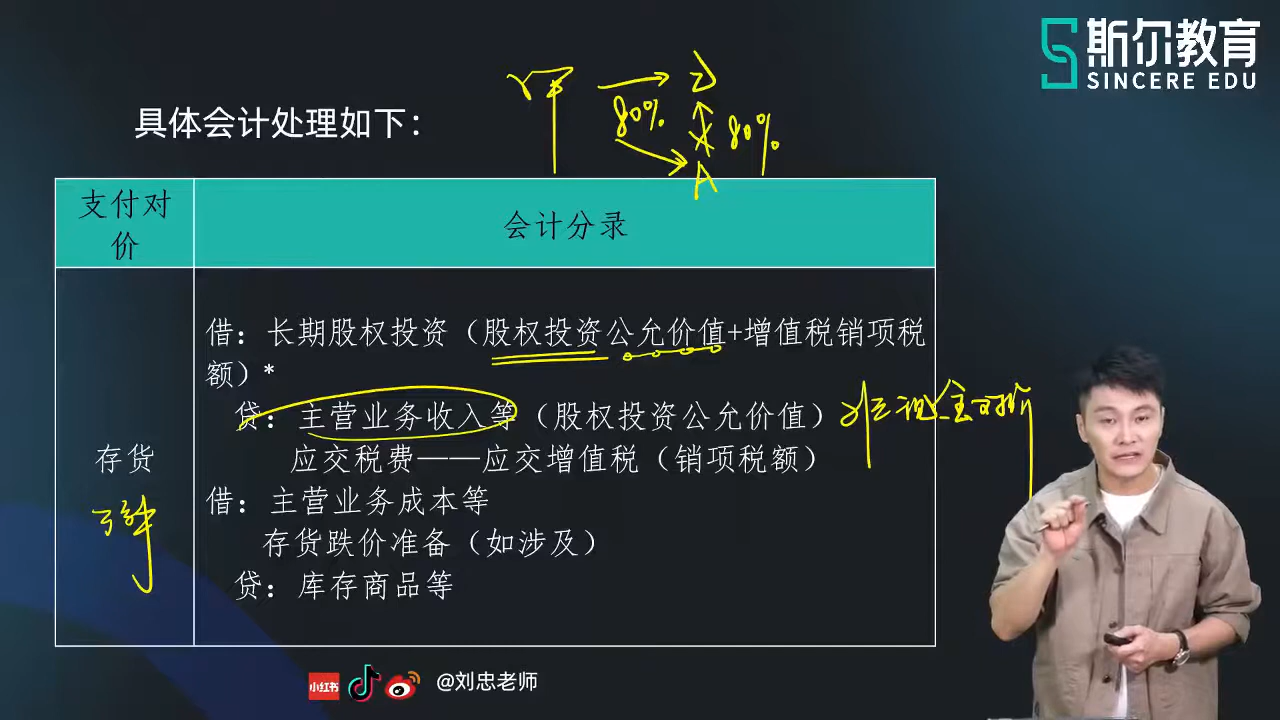 斯尔教育
SINCERE EDU
具体会计处理如下：
80%
80%
A
支付对价
会计分录
存货
借：长期股权投资（股权投资公允价值+增值税销项税
额）*
贷：主营业务收入等（股权投资公允价值）
应交税费——应交增值税（销项税额）
借：主营业务成本等
存货跌价准备（如涉及）
贷：库存商品等
小红书
@刘忠老师